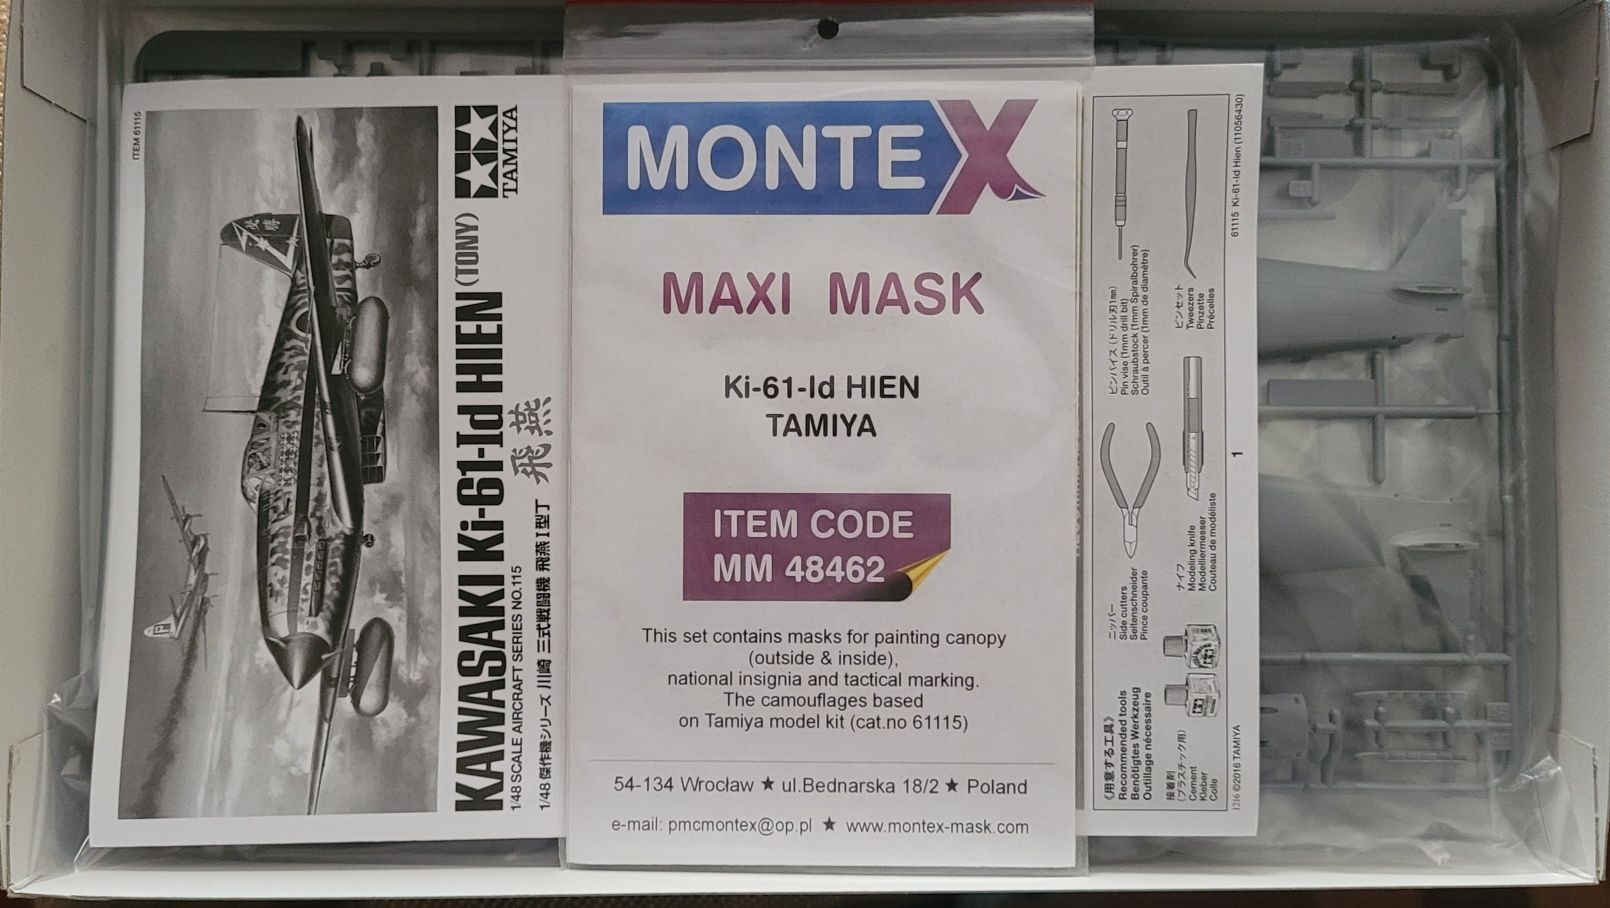 ITEM 61115
TAMIYA
KAWASAKI Ki-61-Id HIEN (TONY)
飛燕
1/48 SCALE AIRCRAFT SERIES NO.115
1/48 傑作機シリーズ 川崎 三式戦闘機 飛燕 I 型丁
MONTEX
MAXI MASK
Ki-61-Id HIEN
TAMIYA
ITEM CODE
MM 48462
This set contains masks for painting canopy
(outside & inside),
national insignia and tactical marking.
The camouflages based
on Tamiya model kit (cat.no 61115)
54-134 Wrocław ★ ul.Bednarska 18/2 ★ Poland
e-mail: pmcmontex@op.pl ★ www.montex-mask.com
《用意する工具》
Recommended tools
Benötigtes Werkzeug
Outillage nécessaire
接着剤
(プラスチック用)
Cement
Kleber
Colle
ニッパー
Side cutters
Seitenschneider
Pince coupante
ナイフ
Modeling knife
Modelliermesser
Couteau de modéliste
ピンバイス (ドリル刃1mm)
Pin vise (1mm drill bit)
Schraubstock (1mm Spiralbohrer)
Outil à percer (1mm de diamètre)
ピンセット
Tweezers
Pinzette
Précelles
1216 ©2016 TAMIYA
1
61115 Ki-61-Id Hien (11056430)